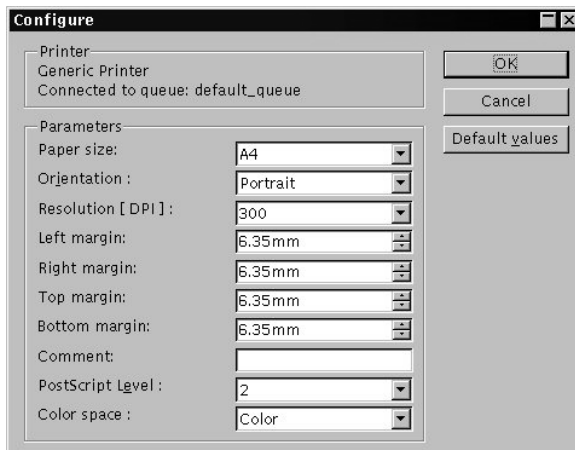 Configure
Printer
Generic Printer
Connected to queue: default_queue
OK
Cancel
Default values
Parameters
Paper size: A4
Orientation : Portrait
Resolution [ DPI ] : 300
Left margin: 6.35mm
Right margin: 6.35mm
Top margin: 6.35mm
Bottom margin: 6.35mm
Comment:
PostScript Level : 2
Color space : Color